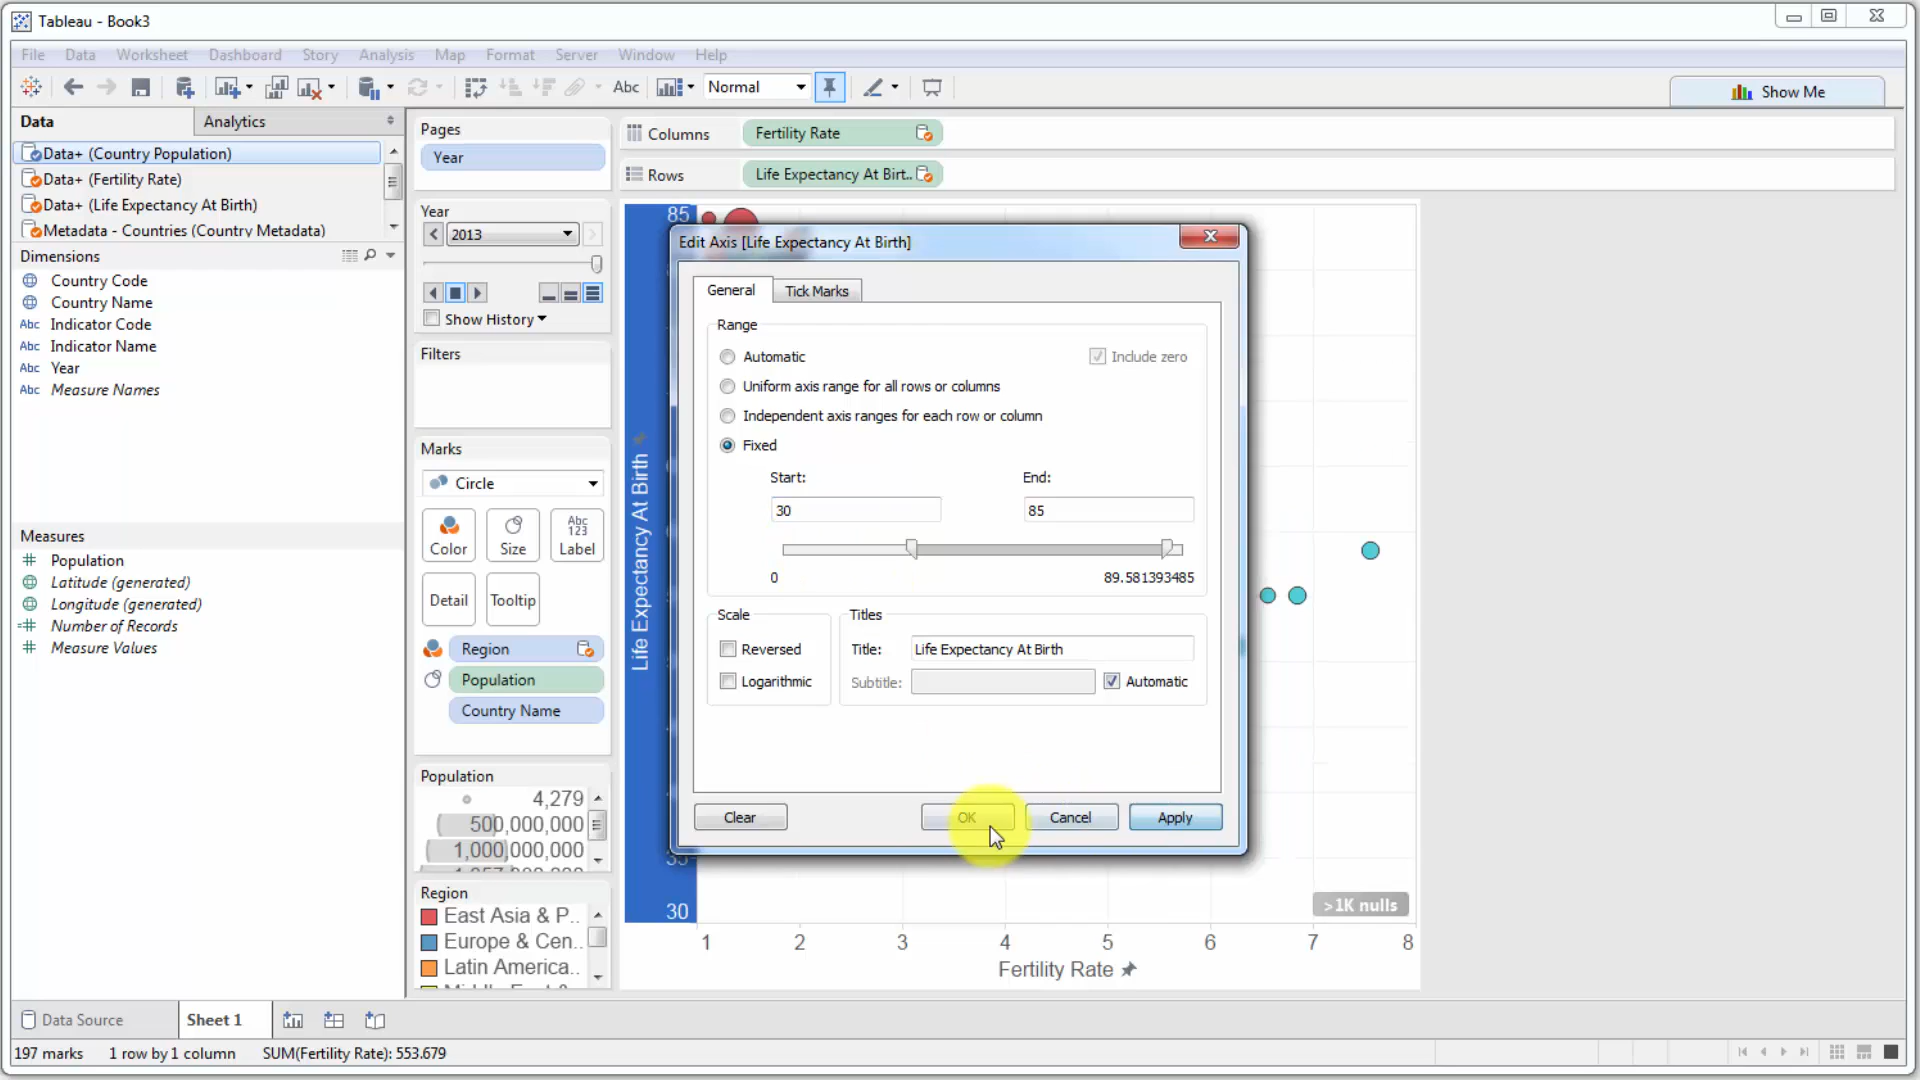 Tableau - Book3
File Data Worksheet Dashboard Story Analysis Map Format Server Window Help
Abc Normal Show Me
Data Analytics
Data+ (Country Population)
Data+ (Fertility Rate)
Data+ (Life Expectancy At Birth)
Metadata - Countries (Country Metadata)
Dimensions
Country Code
Country Name
Abc Indicator Code
Abc Indicator Name
Abc Year
Abc Measure Names
Measures
Population
Latitude (generated)
Longitude (generated)
Number of Records
Measure Values
Pages
Year
Year
2013
Show History
Filters
Marks
Circle
Color Size Abc 123 Label
Detail Tooltip
Region
Population
Country Name
Population
4,279
500,000,000
1,000,000,000
Region
East Asia & P..
Europe & Cen..
Latin America..
Columns Fertility Rate
Rows Life Expectancy At Birt..
85
Life Expectancy At Birth
35
30
1 2 3 4 5 6 7 8
Fertility Rate
>1K nulls
Edit Axis [Life Expectancy At Birth]
General Tick Marks
Range
Automatic Include zero
Uniform axis range for all rows or columns
Independent axis ranges for each row or column
Fixed
Start: End:
30 85
0 89.581393485
Scale Titles
Reversed Title: Life Expectancy At Birth
Logarithmic Subtitle: Automatic
Clear OK Cancel Apply
Data Source Sheet 1
197 marks 1 row by 1 column SUM(Fertility Rate): 553.679